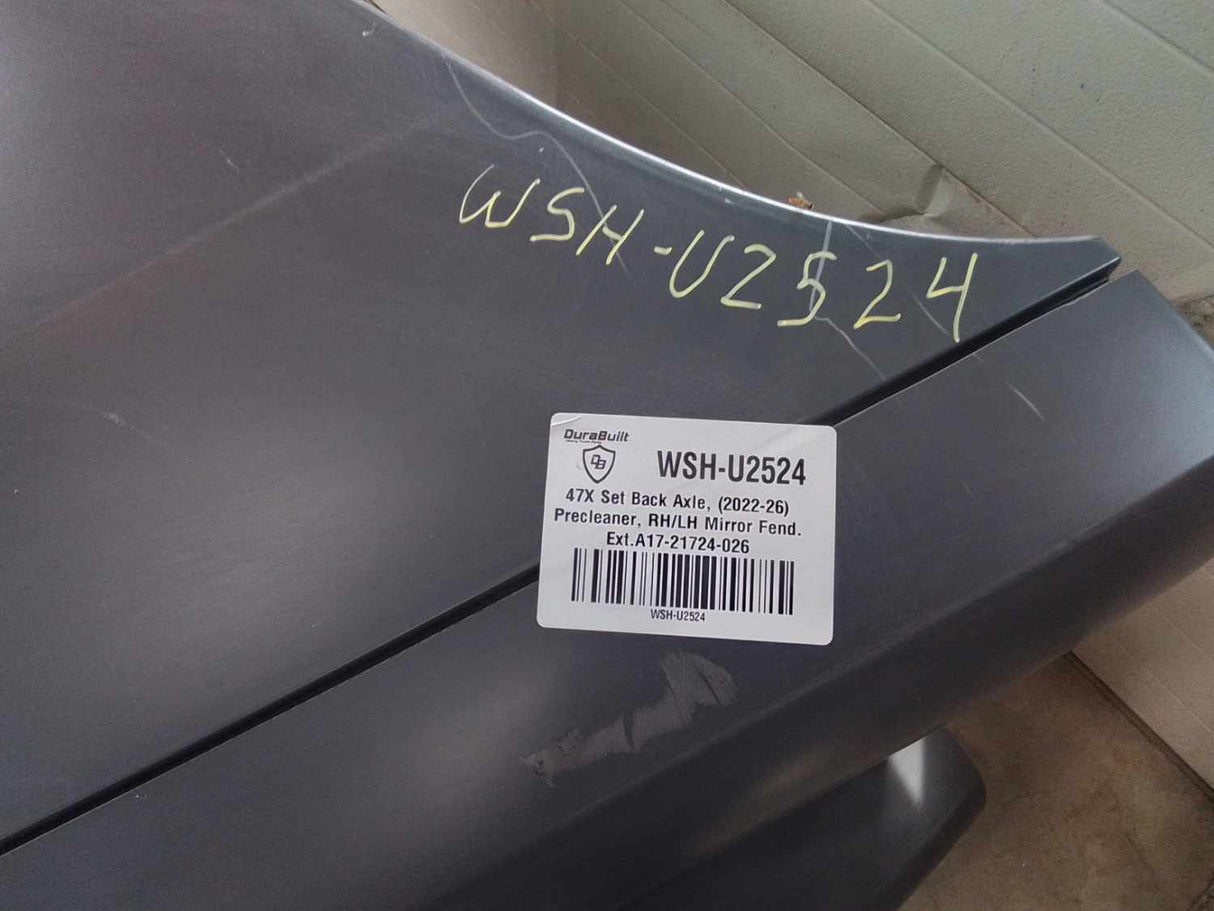 WSH-U2524
DuraBuilt
DB
WSH-U2524
47X Set Back Axle, (2022-26)
Precleaner, RH/LH Mirror Fend.
Ext.A17-21724-026
WSH-U2524